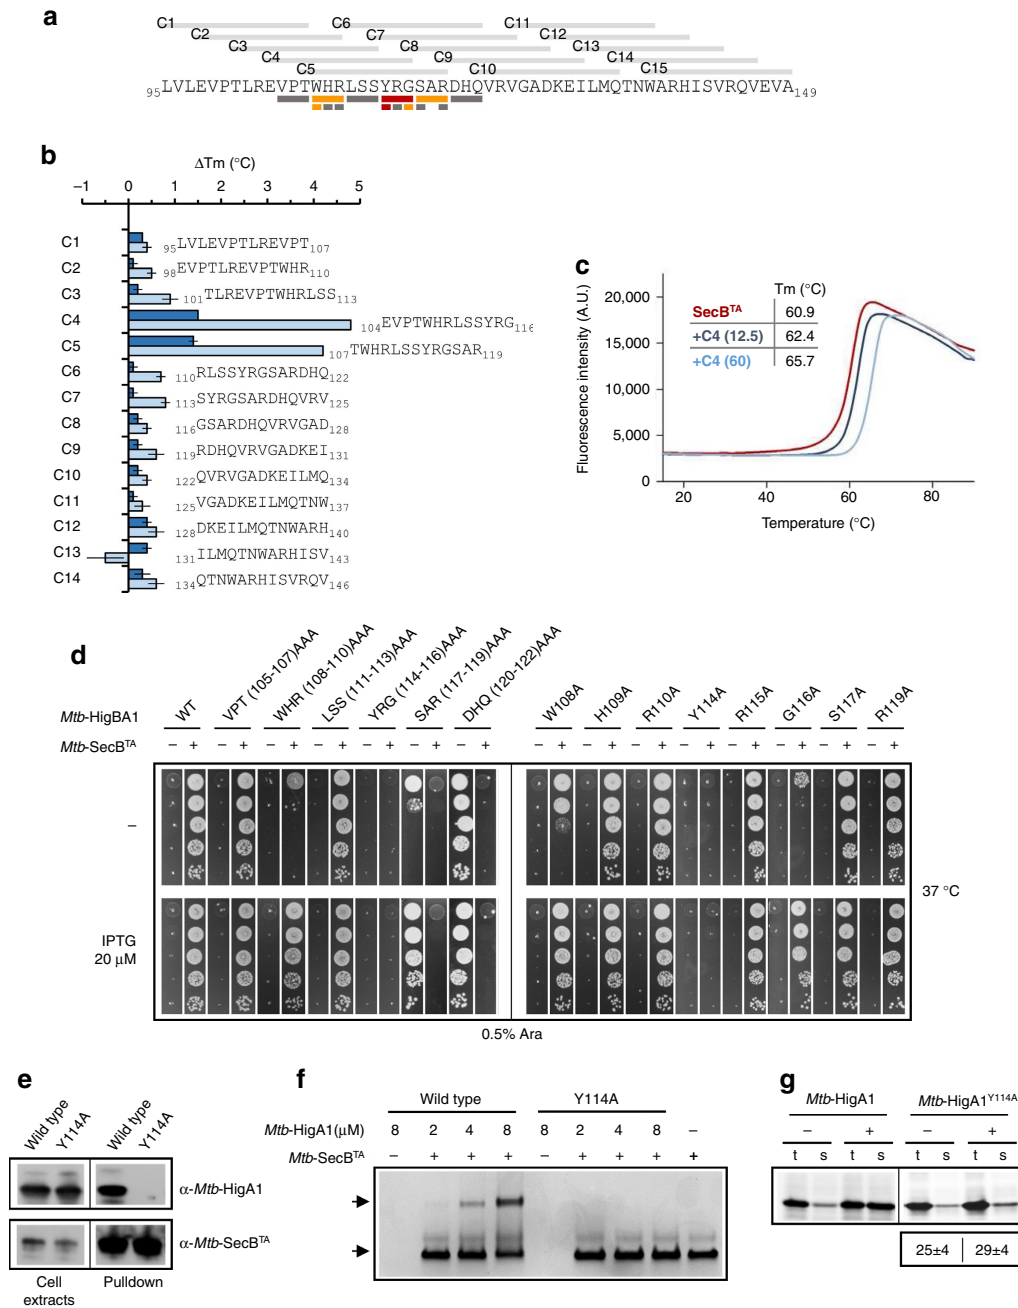 a
C1 C6 C11
C2 C7 C12
C3 C8 C13
C4 C9 C14
C5 C10 C15
95LVLEVPTLREVPTWHRLSSYRGSARDHQVRVGADKEILMQTNWARHISVRQVEVA149
b
ΔTm (°C)
–1 0 1 2 3 4 5
C1 95LVLEVPTLREVPT107
C2 98EVPTLREVPTWHR110
C3 101TLREVPTWHRLSS113
C4 104EVPTWHRLSSYRG116
C5 107TWHRLSSYRGSAR119
C6 110RLSSYRGSARDHQ122
C7 113SYRGSARDHQVRV125
C8 116GSARDHQVRVGAD128
C9 119RDHQVRVGADKEI131
C10 122QVRVGADKEILMQ134
C11 125VGADKEILMQTNW137
C12 128DKEILMQTNWARH140
C13 131ILMQTNWARHISV143
C14 134QTNWARHISVRQV146
c
Fluorescence intensity (A.U.)
20,000
15,000
10,000
5,000
0
Tm (°C)
SecBTA 60.9
+C4 (12.5) 62.4
+C4 (60) 65.7
20 40 60 80
Temperature (°C)
d
Mtb-HigBA1 WT VPT (105-107)AAA WHR (108-110)AAA LSS (111-113)AAA YRG (114-116)AAA SAR (117-119)AAA DHQ (120-122)AAA W108A H109A R110A Y114A R115A G116A S117A R119A
Mtb-SecBTA – + – + – + – + – + – + – + – + – + – + – + – + – + – + – +
–
IPTG
20 μM
37 °C
0.5% Ara
e
Wild type Y114A Wild type Y114A
α-Mtb-HigA1
α-Mtb-SecBTA
Cell
extracts
Pulldown
f
Wild type Y114A
Mtb-HigA1(μM) 8 2 4 8 8 2 4 8 –
Mtb-SecBTA – + + + – + + + +
g
Mtb-HigA1 Mtb-HigA1Y114A
– + – +
t s t s t s t s
25±4 29±4